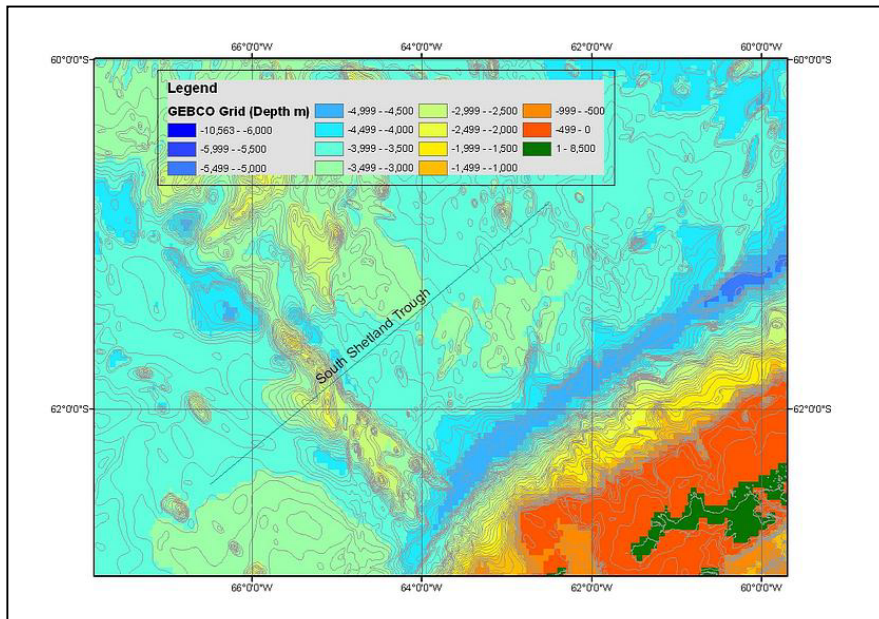 66°0'0"W 64°0'0"W 62°0'0"W 60°0'0"W
60°0'0"S 60°0'0"S
Legend
GEBCO Grid (Depth m)
-10,563 - -6,000
-5,999 - -5,500
-5,499 - -5,000
-4,999 - -4,500
-4,499 - -4,000
-3,999 - -3,500
-3,499 - -3,000
-2,999 - -2,500
-2,499 - -2,000
-1,999 - -1,500
-1,499 - -1,000
-999 - -500
-499 - 0
1 - 8,500
South Shetland Trough
62°0'0"S 62°0'0"S
66°0'0"W 64°0'0"W 62°0'0"W 60°0'0"W